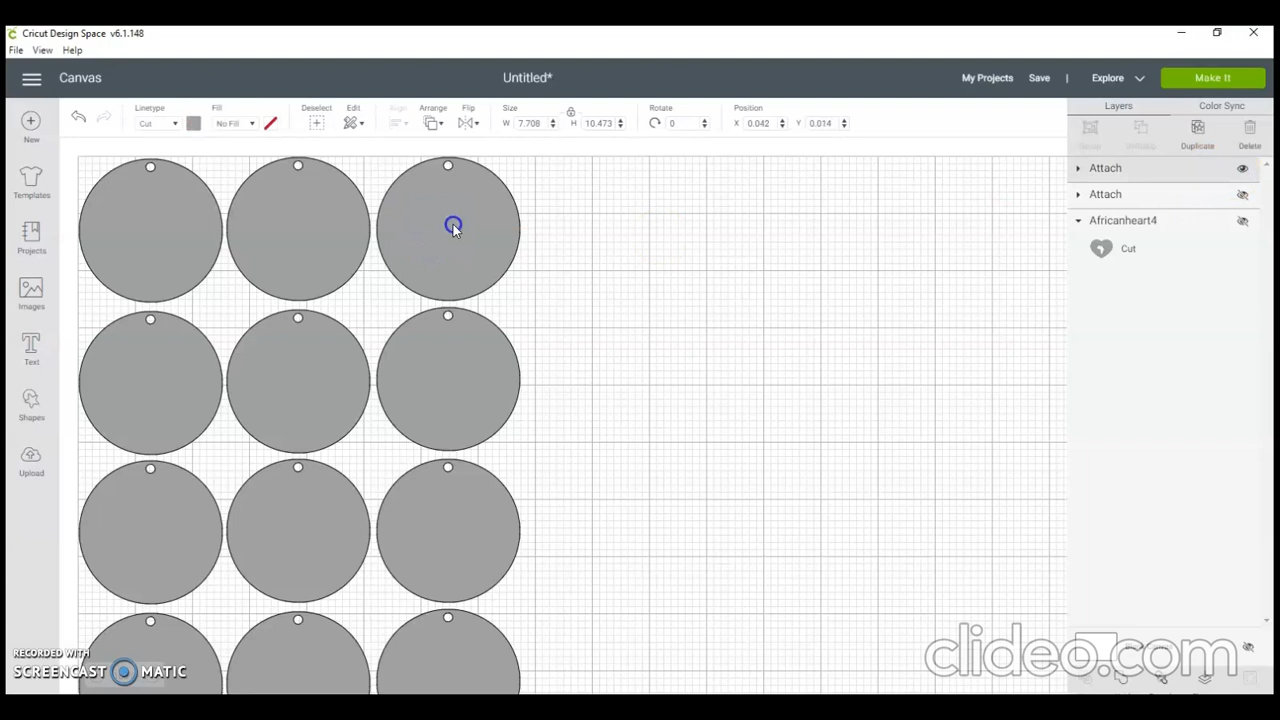 Cricut Design Space v6.1.148
File View Help
Canvas
Untitled*
My Projects Save | Explore Make It
Linetype
Cut
Fill
No Fill
Deselect
Edit
Align
Arrange
Flip
Size
W 7.708 H 10.473
Rotate
0
Position
X 0.042 Y 0.014
Layers Color Sync
Duplicate Delete
New
Templates
Projects
Images
Text
Shapes
Upload
Attach
Attach
Africanheart4
Cut
RECORDED WITH
SCREENCAST MATIC
clideo.com